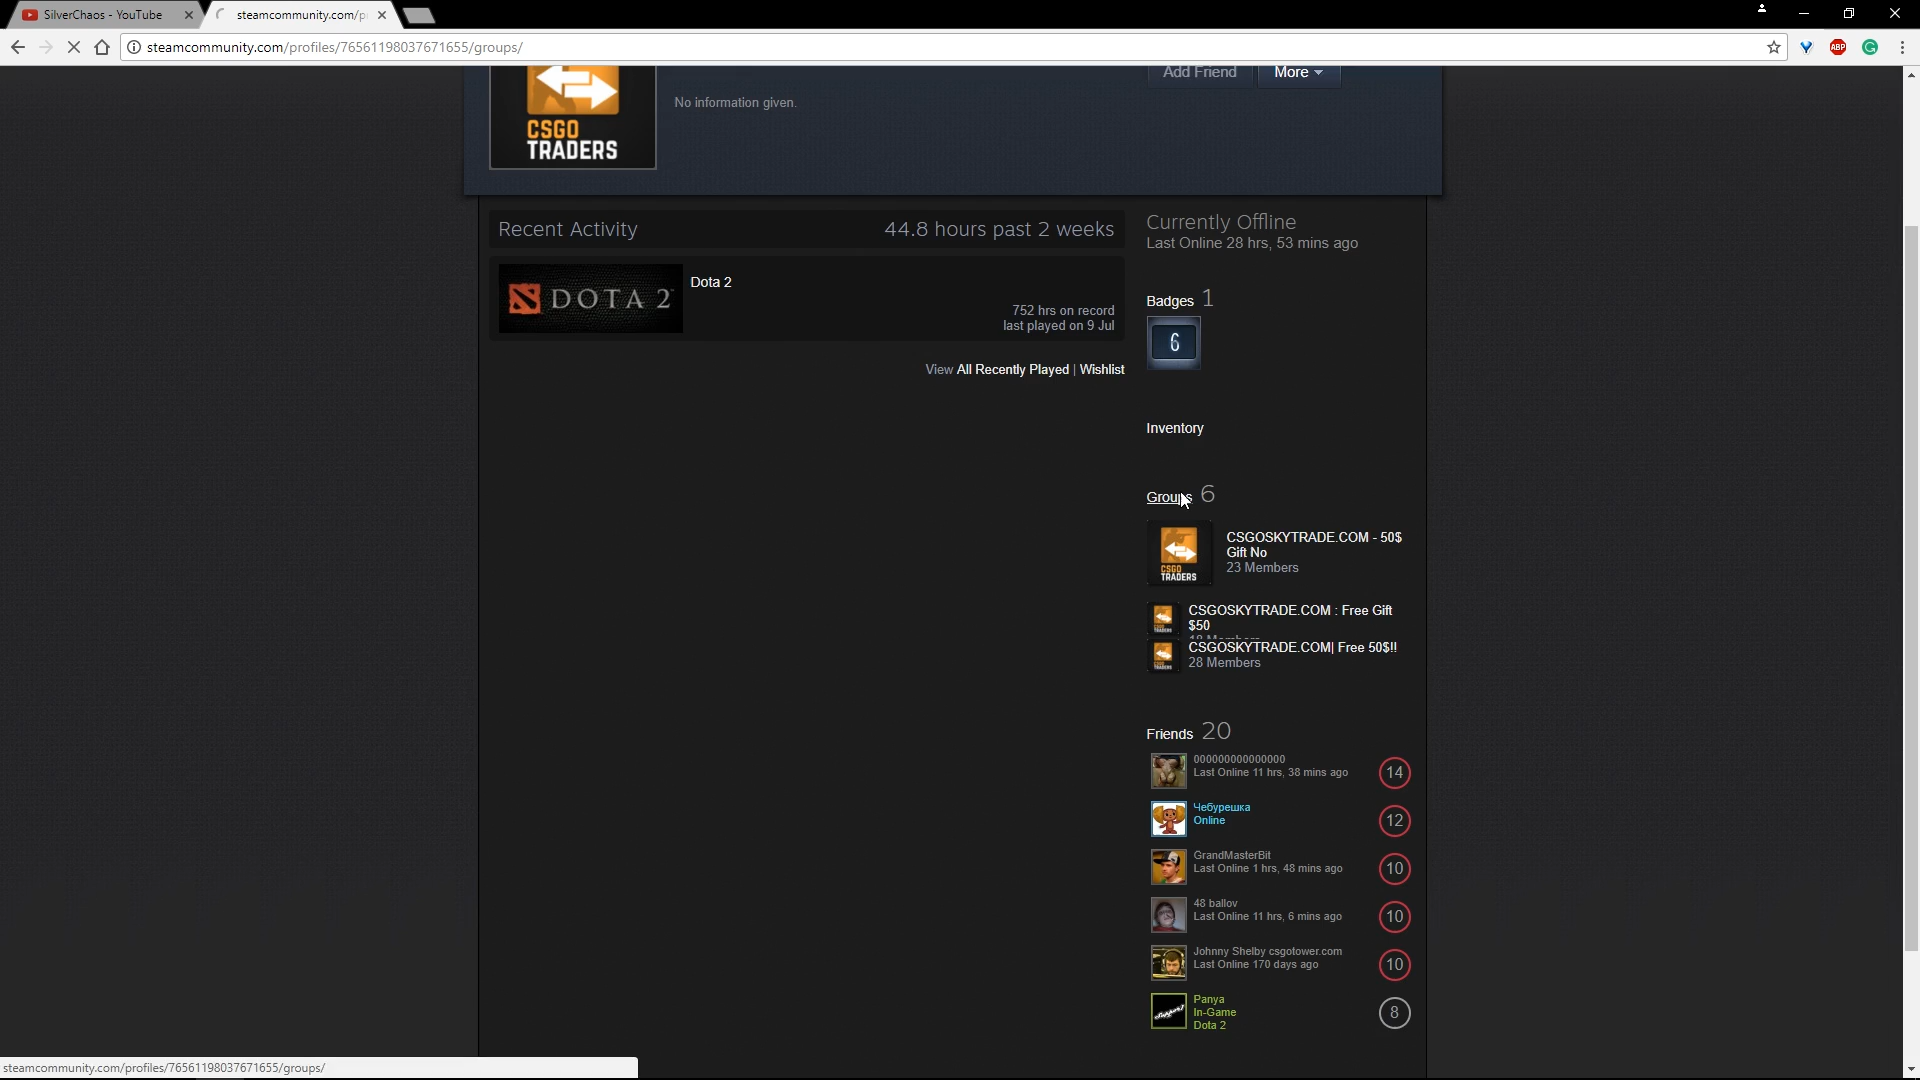 SilverChaos - YouTube
steamcommunity.com/p
steamcommunity.com/profiles/76561198037671655/groups/
ABP
CSGO
TRADERS
No information given.
Add Friend
More
Recent Activity
44.8 hours past 2 weeks
DOTA 2
Dota 2
752 hrs on record
last played on 9 Jul
View All Recently Played | Wishlist
Currently Offline
Last Online 28 hrs, 53 mins ago
Badges 1
6
Inventory
Groups 6
CSGO
TRADERS
CSGOSKYTRADE.COM - 50$
Gift No
23 Members
CSGOSKYTRADE.COM : Free Gift
$50
CSGOSKYTRADE.COM| Free 50$!!
28 Members
Friends 20
Last Online 11 hrs, 38 mins ago
14
Чебурешка
Online
12
GrandMasterBit
Last Online 1 hrs, 48 mins ago
10
48 ballov
Last Online 11 hrs, 6 mins ago
10
Johnny Shelby csgotower.com
Last Online 170 days ago
10
Panya
In-Game
Dota 2
8
steamcommunity.com/profiles/76561198037671655/groups/